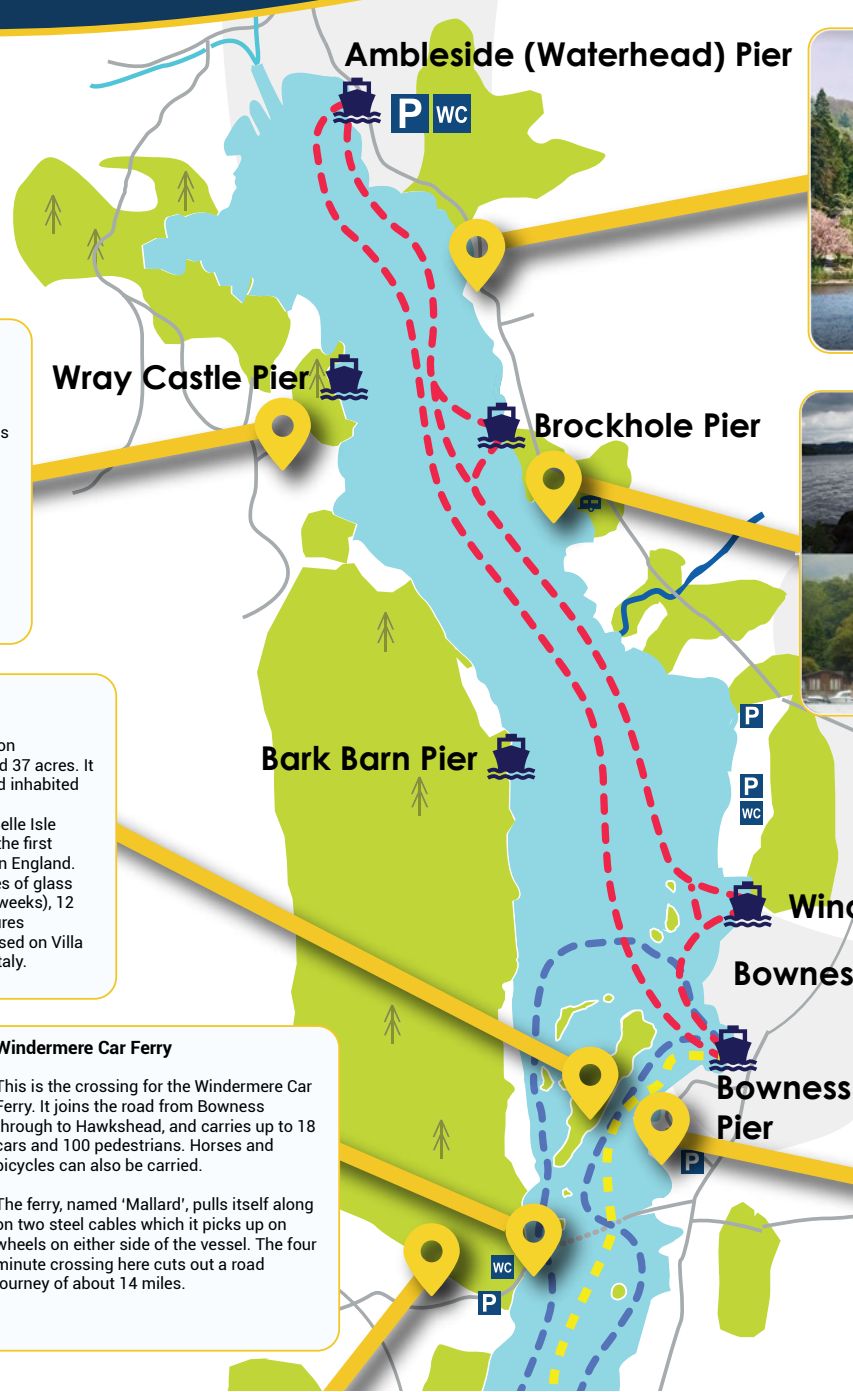 Ambleside (Waterhead) Pier
P WC
Wray Castle Pier
s
Brockhole Pier
P
on
d 37 acres. It
d inhabited
Bark Barn Pier
P
WC
elle Isle
the first
n England.
es of glass
weeks), 12
res
sed on Villa
taly.
Wind
Bownes
Windermere Car Ferry
This is the crossing for the Windermere Car
Ferry. It joins the road from Bowness
through to Hawkshead, and carries up to 18
cars and 100 pedestrians. Horses and
bicycles can also be carried.
Bowness
Pier
P
The ferry, named ‘Mallard’, pulls itself along
on two steel cables which it picks up on
wheels on either side of the vessel. The four
minute crossing here cuts out a road
journey of about 14 miles.
WC
P